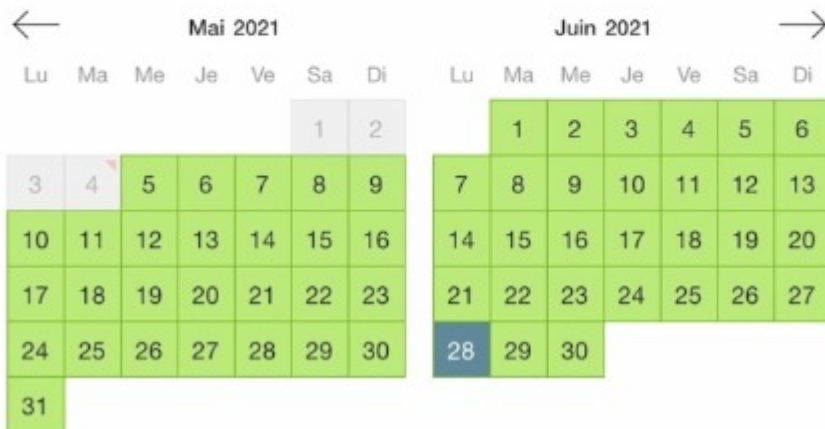 Mai 2021
Lu Ma Me Je Ve Sa Di
1 2
3 4 5 6 7 8 9
10 11 12 13 14 15 16
17 18 19 20 21 22 23
24 25 26 27 28 29 30
31
Juin 2021
Lu Ma Me Je Ve Sa Di
1 2 3 4 5 6
7 8 9 10 11 12 13
14 15 16 17 18 19 20
21 22 23 24 25 26 27
28 29 30